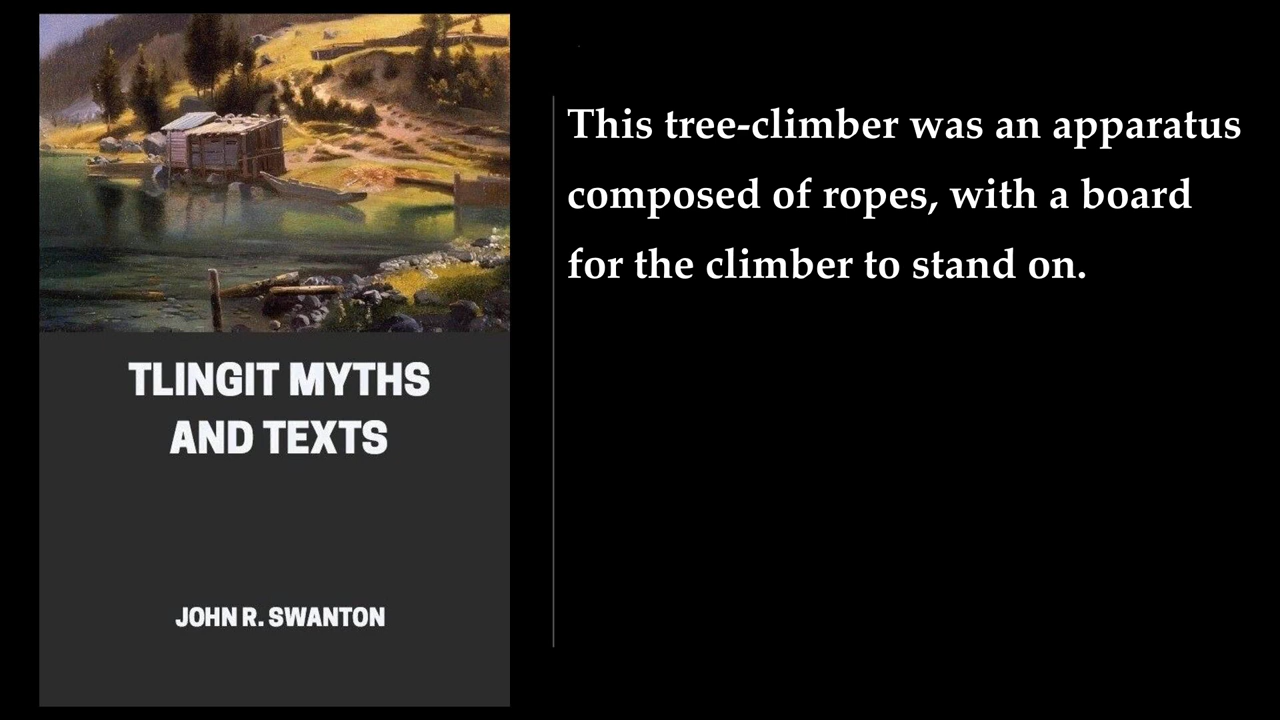 TLINGIT MYTHS
AND TEXTS
JOHN R. SWANTON
This tree-climber was an apparatus
composed of ropes, with a board
for the climber to stand on.